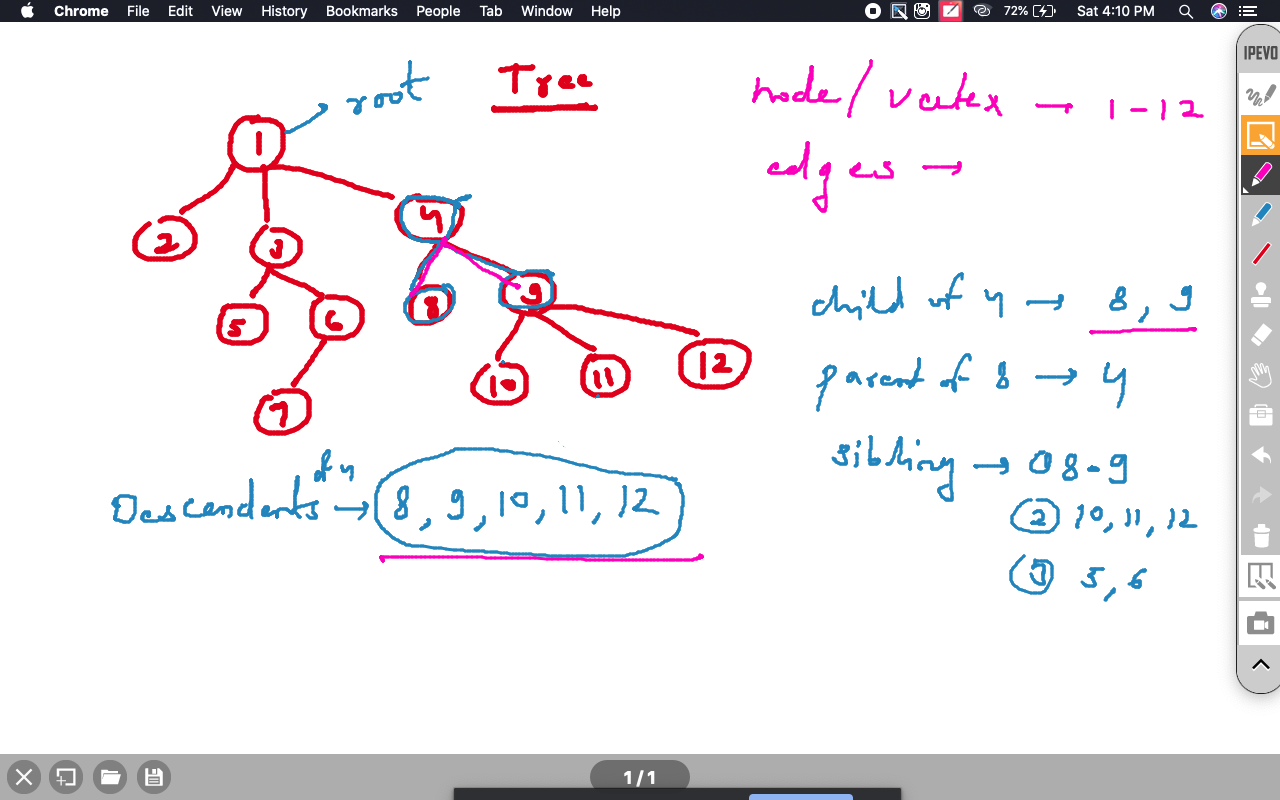 Chrome File Edit View History Bookmarks People Tab Window Help 72% Sat 4:10 PM
IPEVO
Tree
root
node/vertex → 1-12
edges →
1
2
3
4
5
6
7
8
9
10
11
12
child of 4 → 8, 9
parent of 8 → 4
sibling → ① 8-9
② 10, 11, 12
③ 5, 6
Descendents of 4 → 8, 9, 10, 11, 12
1/1